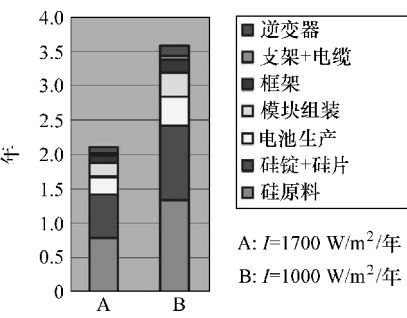 4.0
3.5
3.0
2.5
2.0
1.5
1.0
0.5
0
年
A
B
逆变器
支架+电缆
框架
模块组装
电池生产
硅锭+硅片
硅原料
A: I=1700 W/m²/年
B: I=1000 W/m²/年